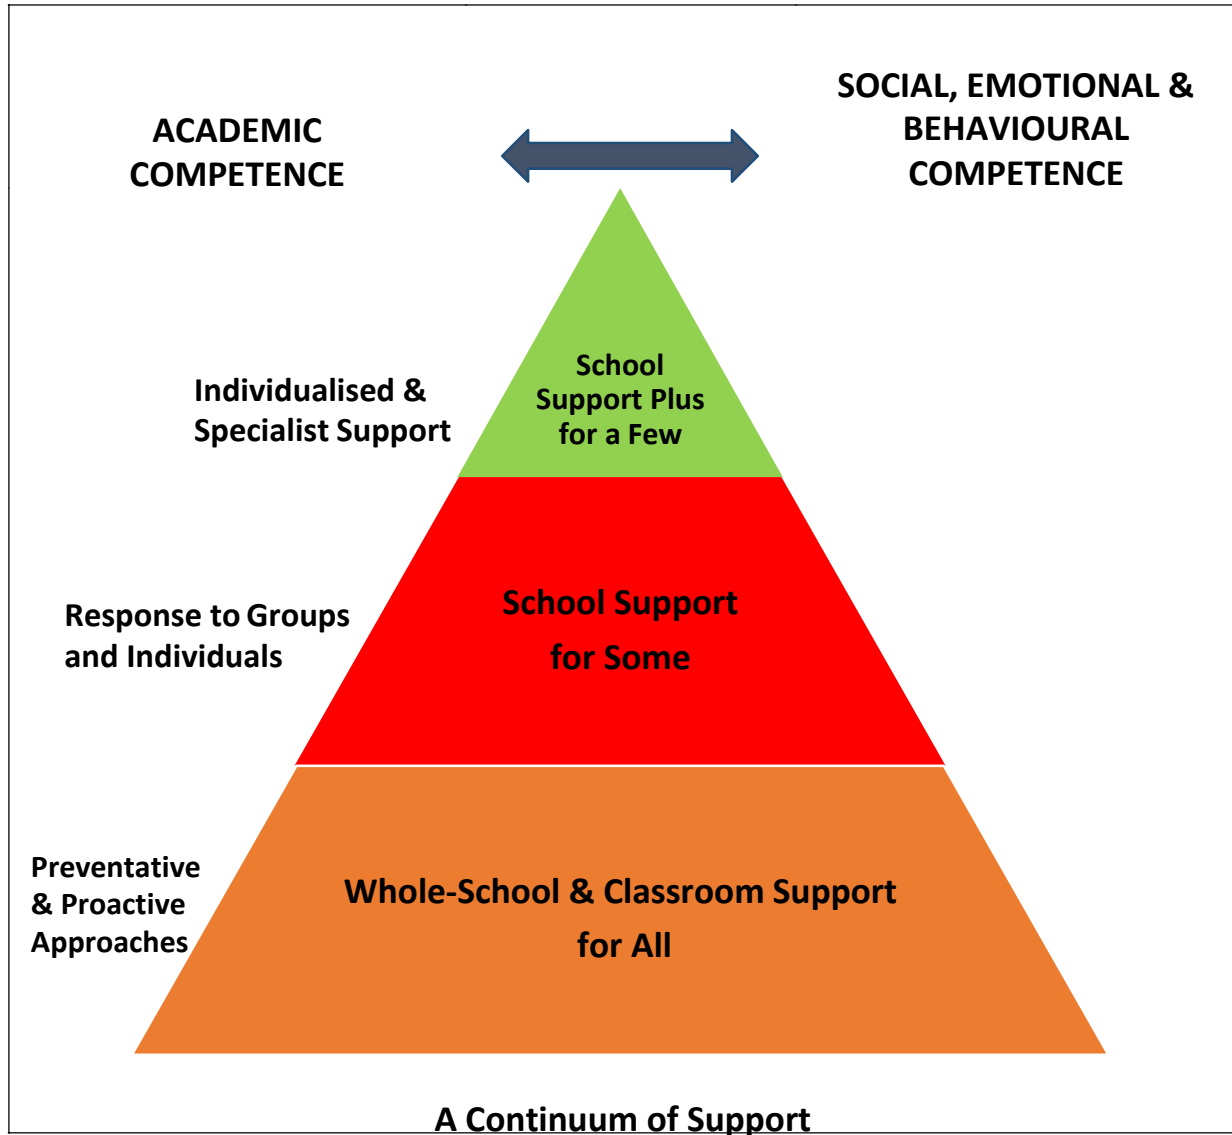 ACADEMIC
COMPETENCE
SOCIAL, EMOTIONAL &
BEHAVIOURAL
COMPETENCE
Individualised &
Specialist Support
School
Support Plus
for a Few
Response to Groups
and Individuals
School Support
for Some
Preventative
& Proactive
Approaches
Whole-School & Classroom Support
for All
A Continuum of Support